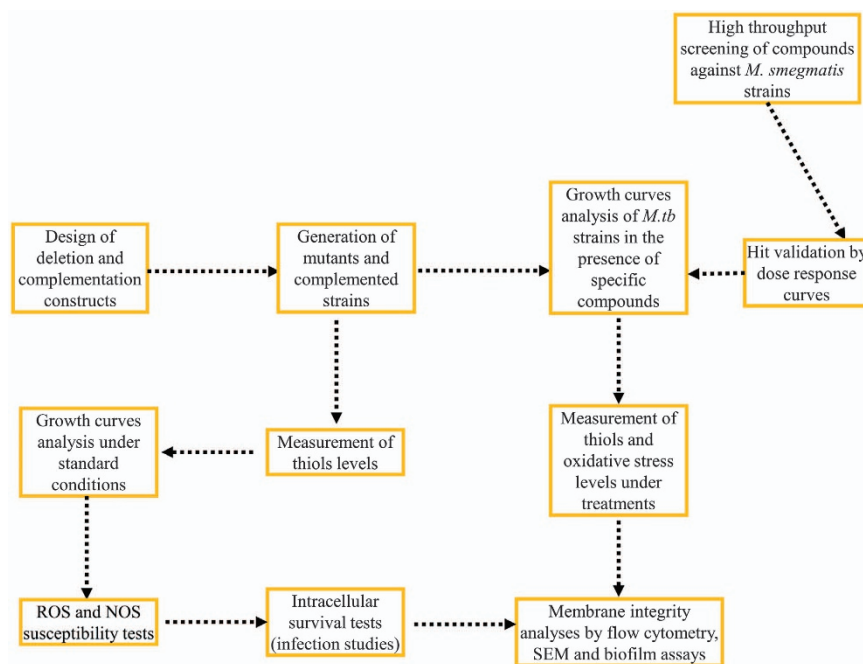 High throughput
screening of compounds
against M. smegmatis
strains
Design of
deletion and
complementation
constructs
Generation of
mutants and
complemented
strains
Growth curves
analysis of M.tb
strains in the
presence of
specific
compounds
Hit validation by
dose response
curves
Growth curves
analysis under
standard
conditions
Measurement of
thiols levels
Measurement of
thiols and
oxidative stress
levels under
treatments
ROS and NOS
susceptibility tests
Intracellular
survival tests
(infection studies)
Membrane integrity
analyses by flow cytometry,
SEM and biofilm assays